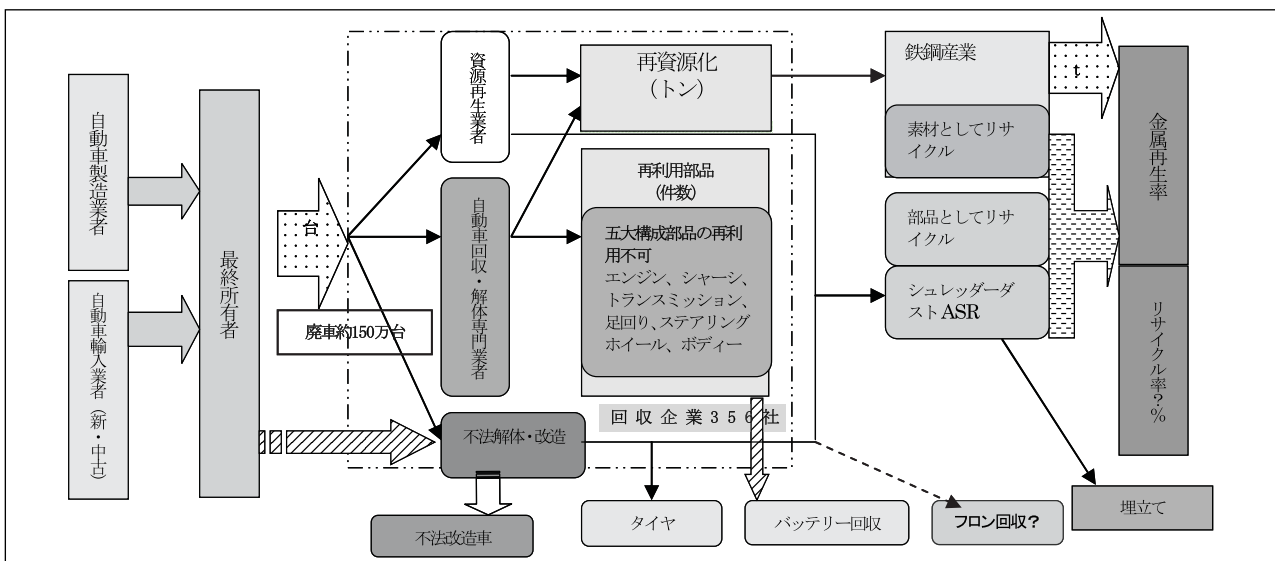 自動車製造業者
自動車輸入業者（新・中古）
最終所有者
台
廃車約150万台
資源再生業者
自動車回収・解体専門業者
不法解体・改造
不法改造車
再資源化
（トン）
再利用部品
（件数）
五大構成部品の再利
用不可
エンジン、シャーシ、
トランスミッション、
足回り、ステアリング
ホイール、ボディー
回収企業356社
タイヤ
バッテリー回収
フロン回収？
鉄鋼産業
素材としてリサ
イクル
部品としてリサ
イクル
シュレッダーダ
ストASR
t
金属再生率
リサイクル率？％
埋立て